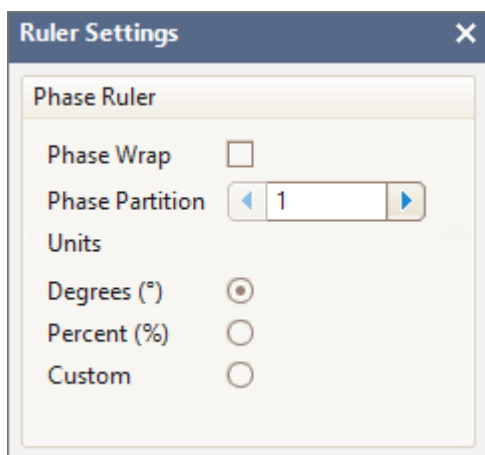 Ruler Settings
Phase Ruler
Phase Wrap
Phase Partition 1
Units
Degrees (°)
Percent (%)
Custom